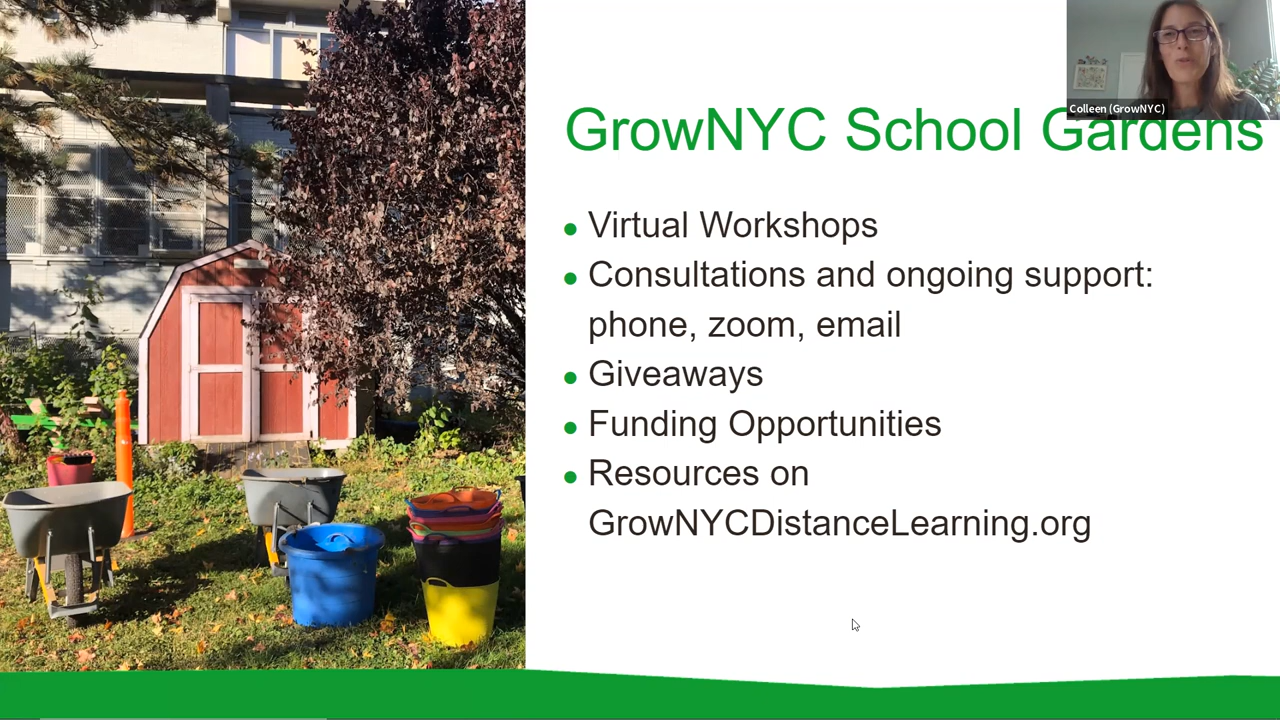 Colleen (GrowNYC)
GrowNYC School Gardens
Virtual Workshops
Consultations and ongoing support:
phone, zoom, email
Giveaways
Funding Opportunities
Resources on
GrowNYCDistanceLearning.org